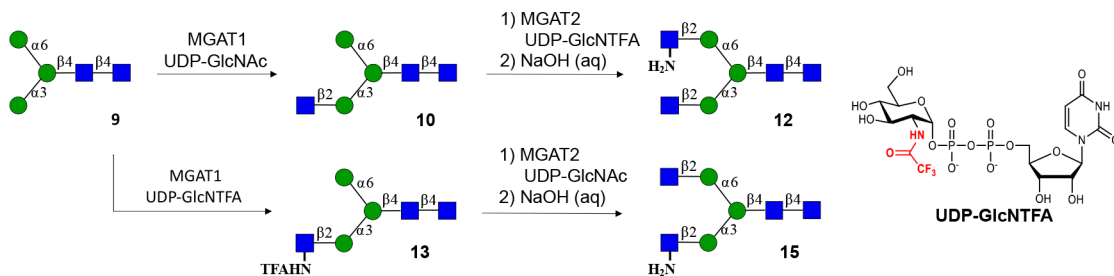 MGAT1
UDP-GlcNAc
1) MGAT2
UDP-GlcNTFA
2) NaOH (aq)
α6
β4
β4
α3
9
α6
β4
β4
β2
α3
10
β2
α6
H₂N
β4
β4
β2
α3
12
MGAT1
UDP-GlcNTFA
1) MGAT2
UDP-GlcNAc
2) NaOH (aq)
α6
β4
β4
β2
α3
TFAHN
13
β2
α6
β4
β4
β2
α3
H₂N
15
OH
HO
HO
O
HN
O
CF₃
O
O
P
O⁻
O
O
P
O⁻
O
O
N
O
NH
O
OH
OH
UDP-GlcNTFA